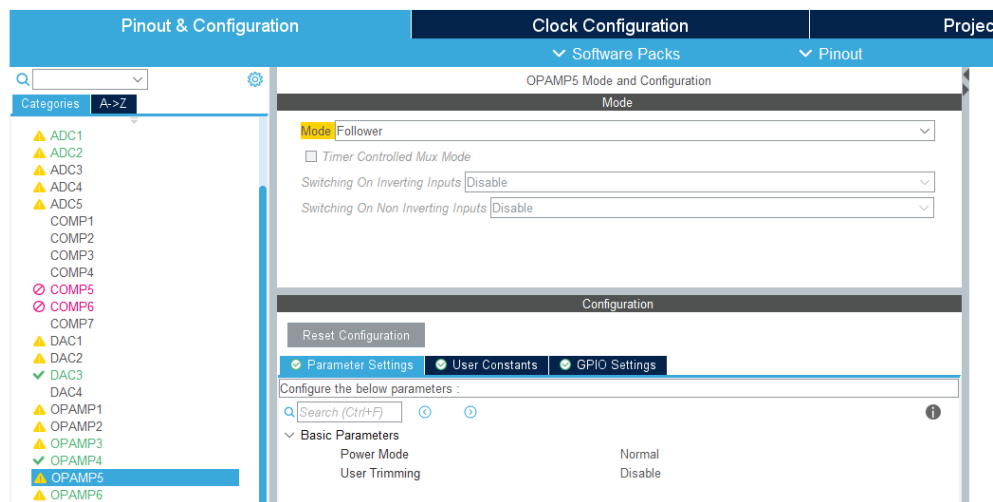 Pinout & Configuration
Clock Configuration
Projec
Software Packs
Pinout
Categories
A->Z
ADC1
ADC2
ADC3
ADC4
ADC5
COMP1
COMP2
COMP3
COMP4
COMP5
COMP6
COMP7
DAC1
DAC2
DAC3
DAC4
OPAMP1
OPAMP2
OPAMP3
OPAMP4
OPAMP5
OPAMP6
OPAMP5 Mode and Configuration
Mode
Mode Follower
Timer Controlled Mux Mode
Switching On Inverting Inputs Disable
Switching On Non Inverting Inputs Disable
Configuration
Reset Configuration
Parameter Settings
User Constants
GPIO Settings
Configure the below parameters :
Search (Ctrl+F)
Basic Parameters
Power Mode Normal
User Trimming Disable